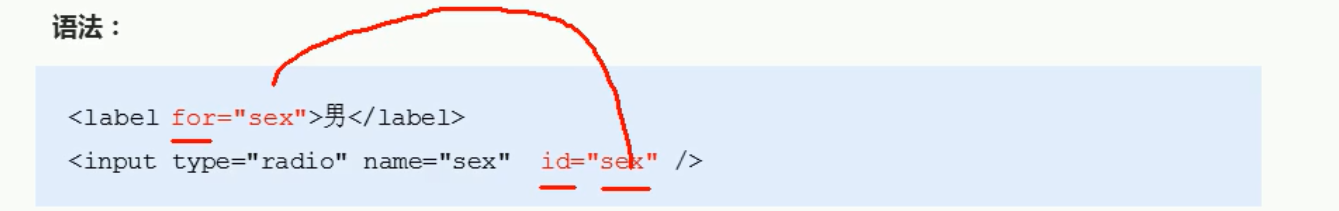 语法：
<label for="sex">男</label>
<input type="radio" name="sex"  id="sex" />